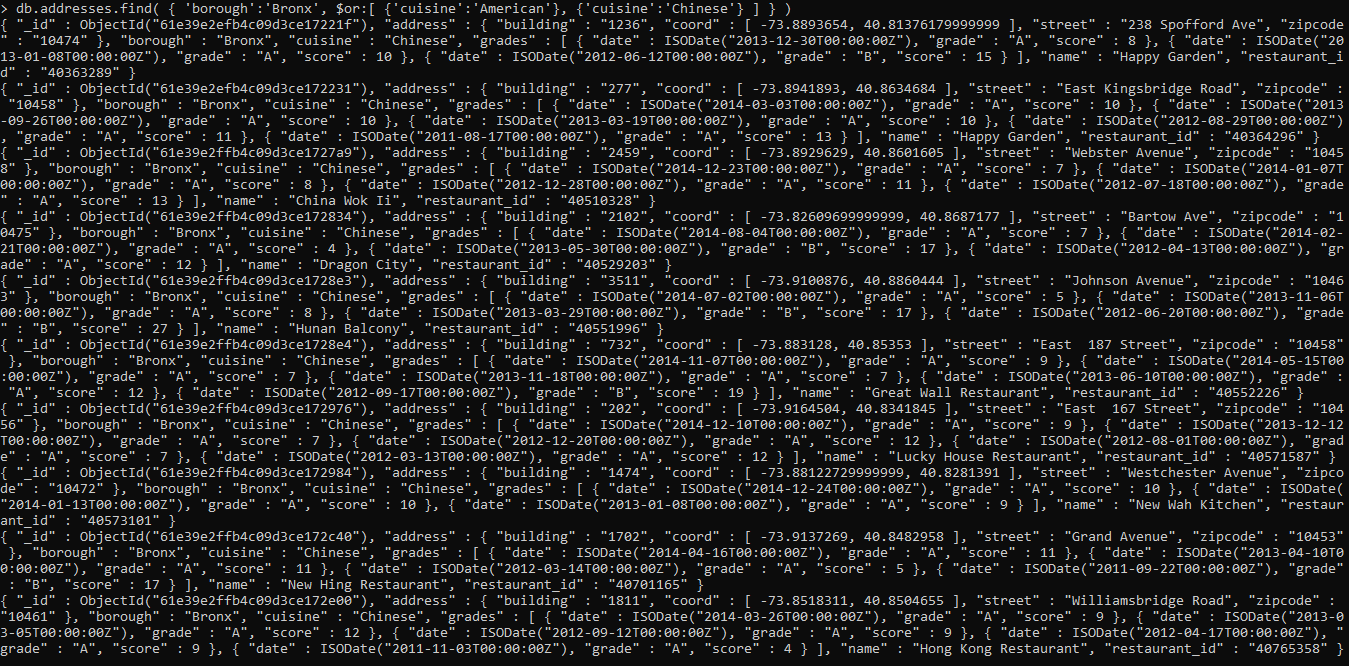 > db.addresses.find( { 'borough':'Bronx', $or:[ {'cuisine':'American'}, {'cuisine':'Chinese'} ] } )
{ "_id" : ObjectId("61e39e2ffb4c09d3ce17221f"), "address" : { "building" : "1236", "coord" : [ -73.8893654, 40.81376179999999 ], "street" : "238 Spofford Ave", "zipcode"
 : "10474" }, "borough" : "Bronx", "cuisine" : "Chinese", "grades" : [ { "date" : ISODate("2013-12-30T00:00:00Z"), "grade" : "A", "score" : 8 }, { "date" : ISODate("20
13-01-08T00:00:00Z"), "grade" : "A", "score" : 10 }, { "date" : ISODate("2012-06-12T00:00:00Z"), "grade" : "B", "score" : 15 } ], "name" : "Happy Garden", "restaurant_i
d" : "40363289" }
{ "_id" : ObjectId("61e39e2ffb4c09d3ce172231"), "address" : { "building" : "277", "coord" : [ -73.8941893, 40.8634684 ], "street" : "East Kingsbridge Road", "zipcode" :
 "10458" }, "borough" : "Bronx", "cuisine" : "Chinese", "grades" : [ { "date" : ISODate("2014-03-03T00:00:00Z"), "grade" : "A", "score" : 10 }, { "date" : ISODate("2013
-09-26T00:00:00Z"), "grade" : "A", "score" : 10 }, { "date" : ISODate("2013-03-19T00:00:00Z"), "grade" : "A", "score" : 10 }, { "date" : ISODate("2012-08-29T00:00:00Z")
, "grade" : "A", "score" : 11 }, { "date" : ISODate("2011-08-17T00:00:00Z"), "grade" : "A", "score" : 13 } ], "name" : "Happy Garden", "restaurant_id" : "40364296" }
{ "_id" : ObjectId("61e39e2ffb4c09d3ce1727a9"), "address" : { "building" : "2459", "coord" : [ -73.8929629, 40.8601605 ], "street" : "Webster Avenue", "zipcode" : "1045
8" }, "borough" : "Bronx", "cuisine" : "Chinese", "grades" : [ { "date" : ISODate("2014-12-23T00:00:00Z"), "grade" : "A", "score" : 7 }, { "date" : ISODate("2014-01-07T
00:00:00Z"), "grade" : "A", "score" : 8 }, { "date" : ISODate("2012-12-28T00:00:00Z"), "grade" : "A", "score" : 11 }, { "date" : ISODate("2012-07-18T00:00:00Z"), "grade
" : "A", "score" : 13 } ], "name" : "China Wok Ii", "restaurant_id" : "40510328" }
{ "_id" : ObjectId("61e39e2ffb4c09d3ce172834"), "address" : { "building" : "2102", "coord" : [ -73.82609699999999, 40.8687177 ], "street" : "Bartow Ave", "zipcode" : "1
0475" }, "borough" : "Bronx", "cuisine" : "Chinese", "grades" : [ { "date" : ISODate("2014-08-04T00:00:00Z"), "grade" : "A", "score" : 7 }, { "date" : ISODate("2014-02-
21T00:00:00Z"), "grade" : "A", "score" : 4 }, { "date" : ISODate("2013-05-30T00:00:00Z"), "grade" : "B", "score" : 17 }, { "date" : ISODate("2012-04-13T00:00:00Z"), "gr
ade" : "A", "score" : 12 } ], "name" : "Dragon City", "restaurant_id" : "40529203" }
{ "_id" : ObjectId("61e39e2ffb4c09d3ce1728e3"), "address" : { "building" : "3511", "coord" : [ -73.9100876, 40.8860444 ], "street" : "Johnson Avenue", "zipcode" : "1046
3" }, "borough" : "Bronx", "cuisine" : "Chinese", "grades" : [ { "date" : ISODate("2014-07-02T00:00:00Z"), "grade" : "A", "score" : 5 }, { "date" : ISODate("2013-11-06T
00:00:00Z"), "grade" : "A", "score" : 8 }, { "date" : ISODate("2013-03-29T00:00:00Z"), "grade" : "B", "score" : 17 }, { "date" : ISODate("2012-06-20T00:00:00Z"), "grade
" : "B", "score" : 27 } ], "name" : "Hunan Balcony", "restaurant_id" : "40551996" }
{ "_id" : ObjectId("61e39e2ffb4c09d3ce1728e4"), "address" : { "building" : "732", "coord" : [ -73.883128, 40.85353 ], "street" : "East  187 Street", "zipcode" : "10458"
 }, "borough" : "Bronx", "cuisine" : "Chinese", "grades" : [ { "date" : ISODate("2014-11-07T00:00:00Z"), "grade" : "A", "score" : 9 }, { "date" : ISODate("2014-05-15T00
:00:00Z"), "grade" : "A", "score" : 7 }, { "date" : ISODate("2013-11-18T00:00:00Z"), "grade" : "A", "score" : 7 }, { "date" : ISODate("2013-06-10T00:00:00Z"), "grade" :
 "A", "score" : 12 }, { "date" : ISODate("2012-09-17T00:00:00Z"), "grade" : "B", "score" : 19 } ], "name" : "Great Wall Restaurant", "restaurant_id" : "40552226" }
{ "_id" : ObjectId("61e39e2ffb4c09d3ce172976"), "address" : { "building" : "202", "coord" : [ -73.9164504, 40.8341845 ], "street" : "East  167 Street", "zipcode" : "104
56" }, "borough" : "Bronx", "cuisine" : "Chinese", "grades" : [ { "date" : ISODate("2014-12-10T00:00:00Z"), "grade" : "A", "score" : 9 }, { "date" : ISODate("2013-12-12
T00:00:00Z"), "grade" : "A", "score" : 7 }, { "date" : ISODate("2012-12-20T00:00:00Z"), "grade" : "A", "score" : 12 }, { "date" : ISODate("2012-08-01T00:00:00Z"), "grad
e" : "A", "score" : 7 }, { "date" : ISODate("2012-03-13T00:00:00Z"), "grade" : "A", "score" : 12 } ], "name" : "Lucky House Restaurant", "restaurant_id" : "40571587" }
{ "_id" : ObjectId("61e39e2ffb4c09d3ce172984"), "address" : { "building" : "1474", "coord" : [ -73.88122729999999, 40.8281391 ], "street" : "Westchester Avenue", "zipco
de" : "10472" }, "borough" : "Bronx", "cuisine" : "Chinese", "grades" : [ { "date" : ISODate("2014-12-24T00:00:00Z"), "grade" : "A", "score" : 10 }, { "date" : ISODate(
"2014-01-13T00:00:00Z"), "grade" : "A", "score" : 10 }, { "date" : ISODate("2013-01-08T00:00:00Z"), "grade" : "A", "score" : 9 } ], "name" : "New Wah Kitchen", "restaur
ant_id" : "40573101" }
{ "_id" : ObjectId("61e39e2ffb4c09d3ce172c40"), "address" : { "building" : "1702", "coord" : [ -73.9137269, 40.8482958 ], "street" : "Grand Avenue", "zipcode" : "10453"
 }, "borough" : "Bronx", "cuisine" : "Chinese", "grades" : [ { "date" : ISODate("2014-04-16T00:00:00Z"), "grade" : "A", "score" : 11 }, { "date" : ISODate("2013-04-10T0
0:00:00Z"), "grade" : "A", "score" : 11 }, { "date" : ISODate("2012-03-14T00:00:00Z"), "grade" : "A", "score" : 5 }, { "date" : ISODate("2011-09-22T00:00:00Z"), "grade"
 : "B", "score" : 17 } ], "name" : "New Hing Restaurant", "restaurant_id" : "40701165" }
{ "_id" : ObjectId("61e39e2ffb4c09d3ce172e00"), "address" : { "building" : "1811", "coord" : [ -73.8518311, 40.8504655 ], "street" : "Williamsbridge Road", "zipcode" :
"10461" }, "borough" : "Bronx", "cuisine" : "Chinese", "grades" : [ { "date" : ISODate("2014-03-26T00:00:00Z"), "grade" : "A", "score" : 9 }, { "date" : ISODate("2013-0
3-05T00:00:00Z"), "grade" : "A", "score" : 12 }, { "date" : ISODate("2012-09-12T00:00:00Z"), "grade" : "A", "score" : 9 }, { "date" : ISODate("2012-04-17T00:00:00Z"), "
grade" : "A", "score" : 9 }, { "date" : ISODate("2011-11-03T00:00:00Z"), "grade" : "A", "score" : 4 } ], "name" : "Hong Kong Restaurant", "restaurant_id" : "40765358" }